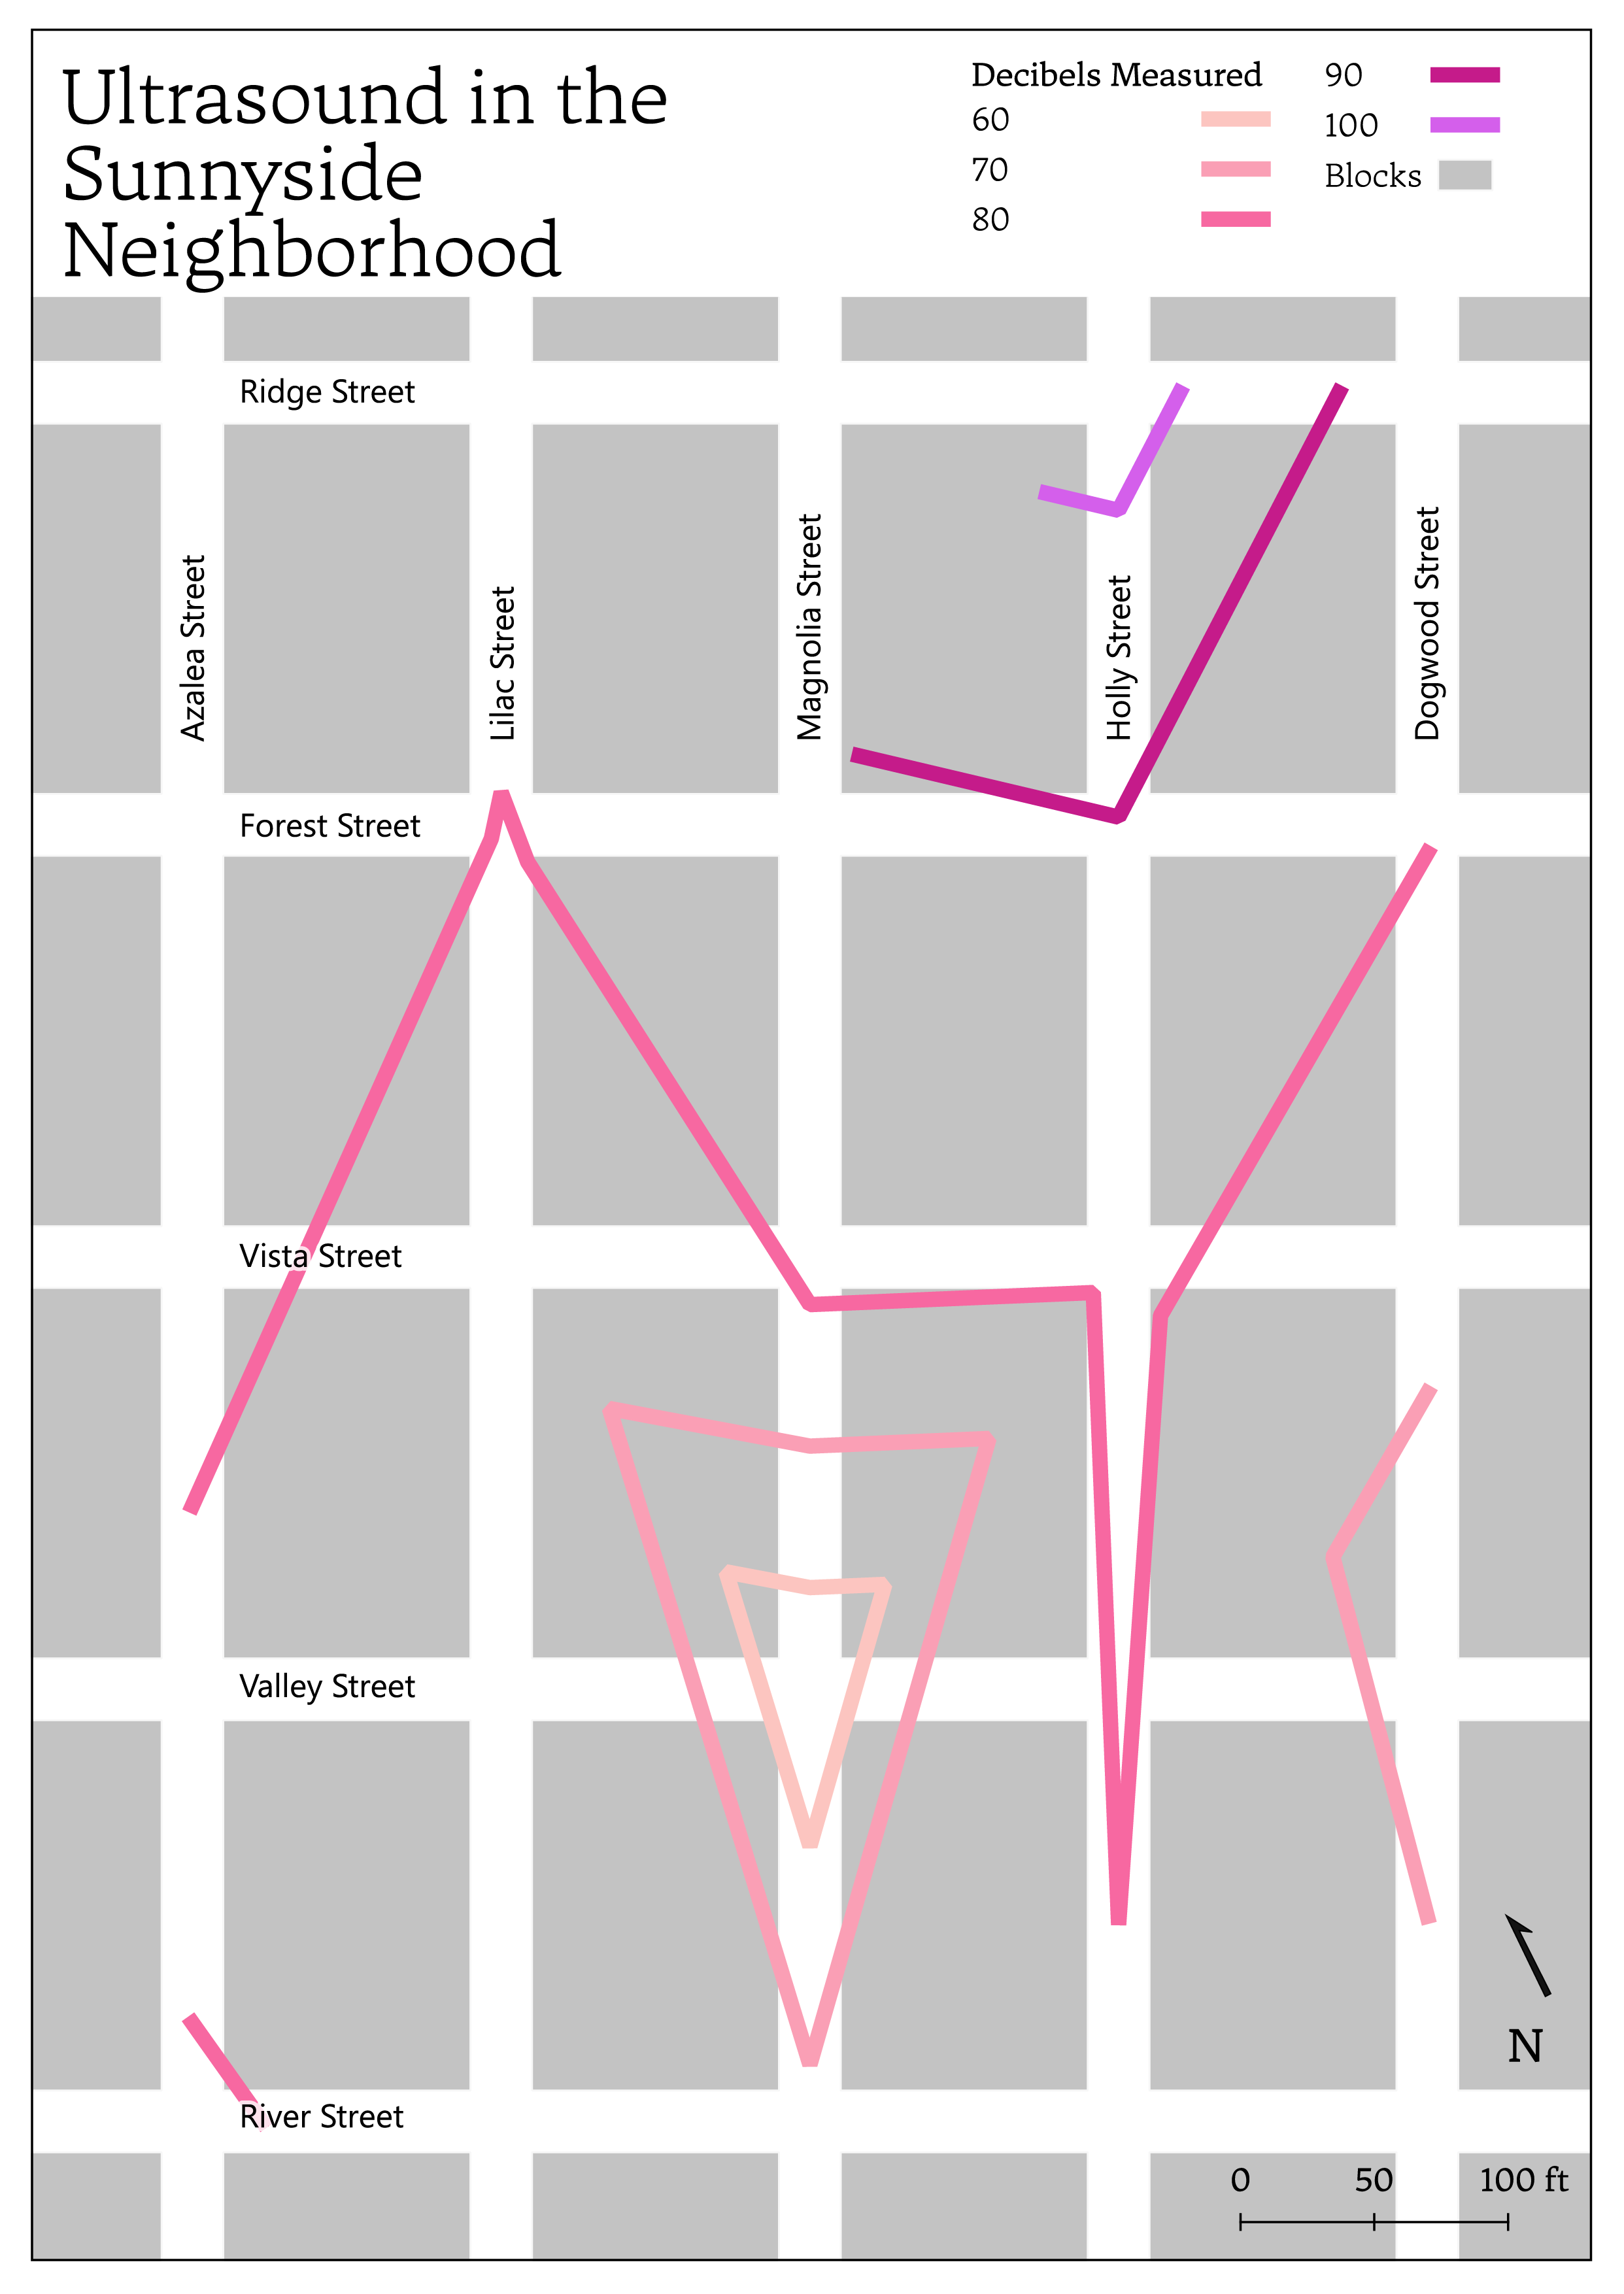 Ultrasound in the
Sunnyside
Neighborhood
Decibels Measured
60
70
80
90
100
Blocks
Ridge Street
Azalea Street
Lilac Street
Magnolia Street
Holly Street
Dogwood Street
Forest Street
Vista Street
Valley Street
N
River Street
0 50 100 ft